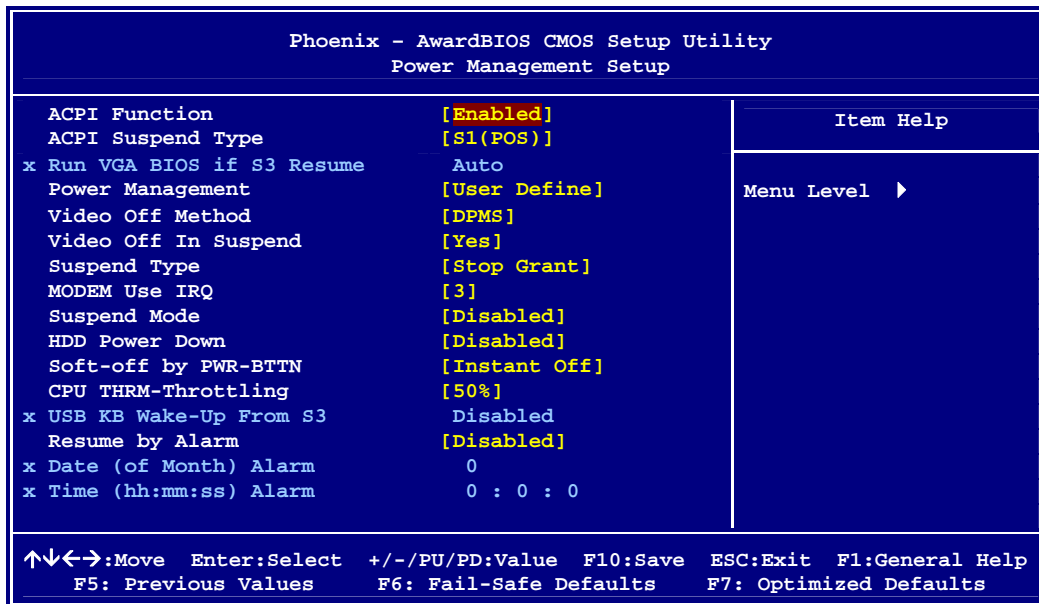 Phoenix – AwardBIOS CMOS Setup Utility
Power Management Setup
ACPI Function [Enabled]
ACPI Suspend Type [S1(POS)]
x Run VGA BIOS if S3 Resume Auto
Power Management [User Define]
Video Off Method [DPMS]
Video Off In Suspend [Yes]
Suspend Type [Stop Grant]
MODEM Use IRQ [3]
Suspend Mode [Disabled]
HDD Power Down [Disabled]
Soft-off by PWR-BTTN [Instant Off]
CPU THRM-Throttling [50%]
x USB KB Wake-Up From S3 Disabled
Resume by Alarm [Disabled]
x Date (of Month) Alarm 0
x Time (hh:mm:ss) Alarm 0 : 0 : 0
Item Help
Menu Level
↑↓←→:Move Enter:Select +/-/PU/PD:Value F10:Save ESC:Exit F1:General Help
F5: Previous Values F6: Fail-Safe Defaults F7: Optimized Defaults